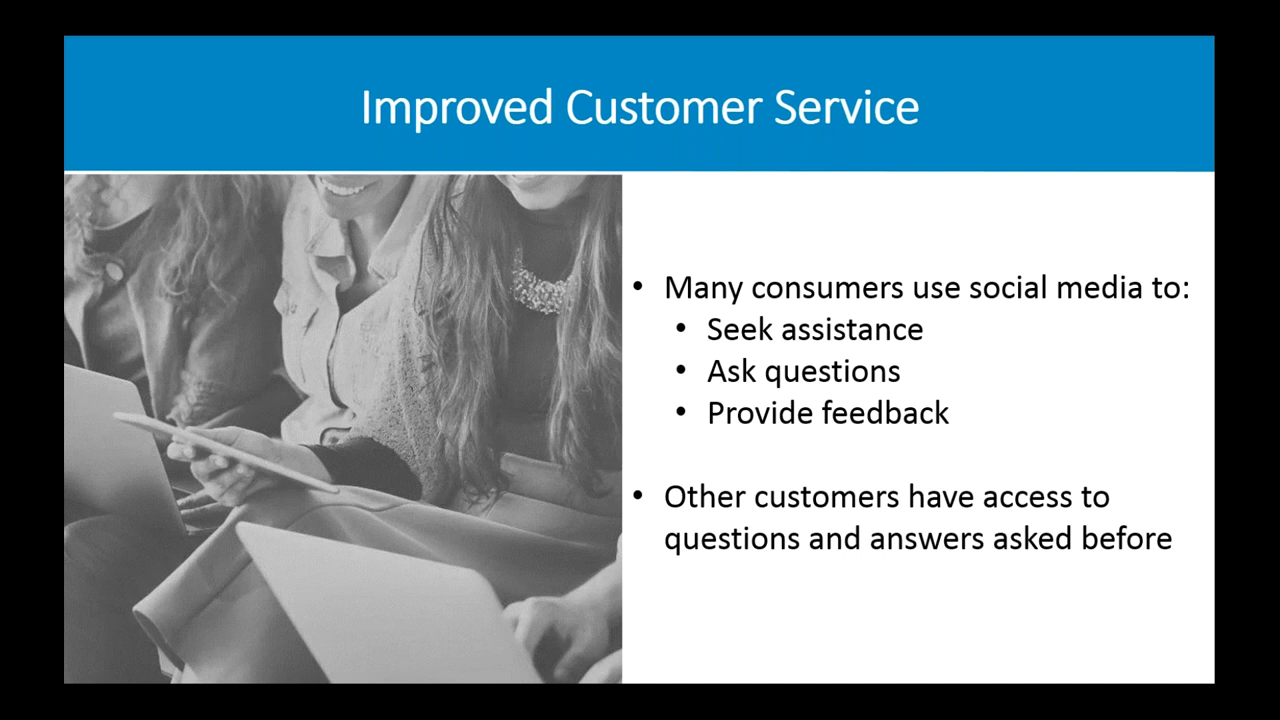 Improved Customer Service
• Many consumers use social media to:
• Seek assistance
• Ask questions
• Provide feedback
• Other customers have access to
questions and answers asked before